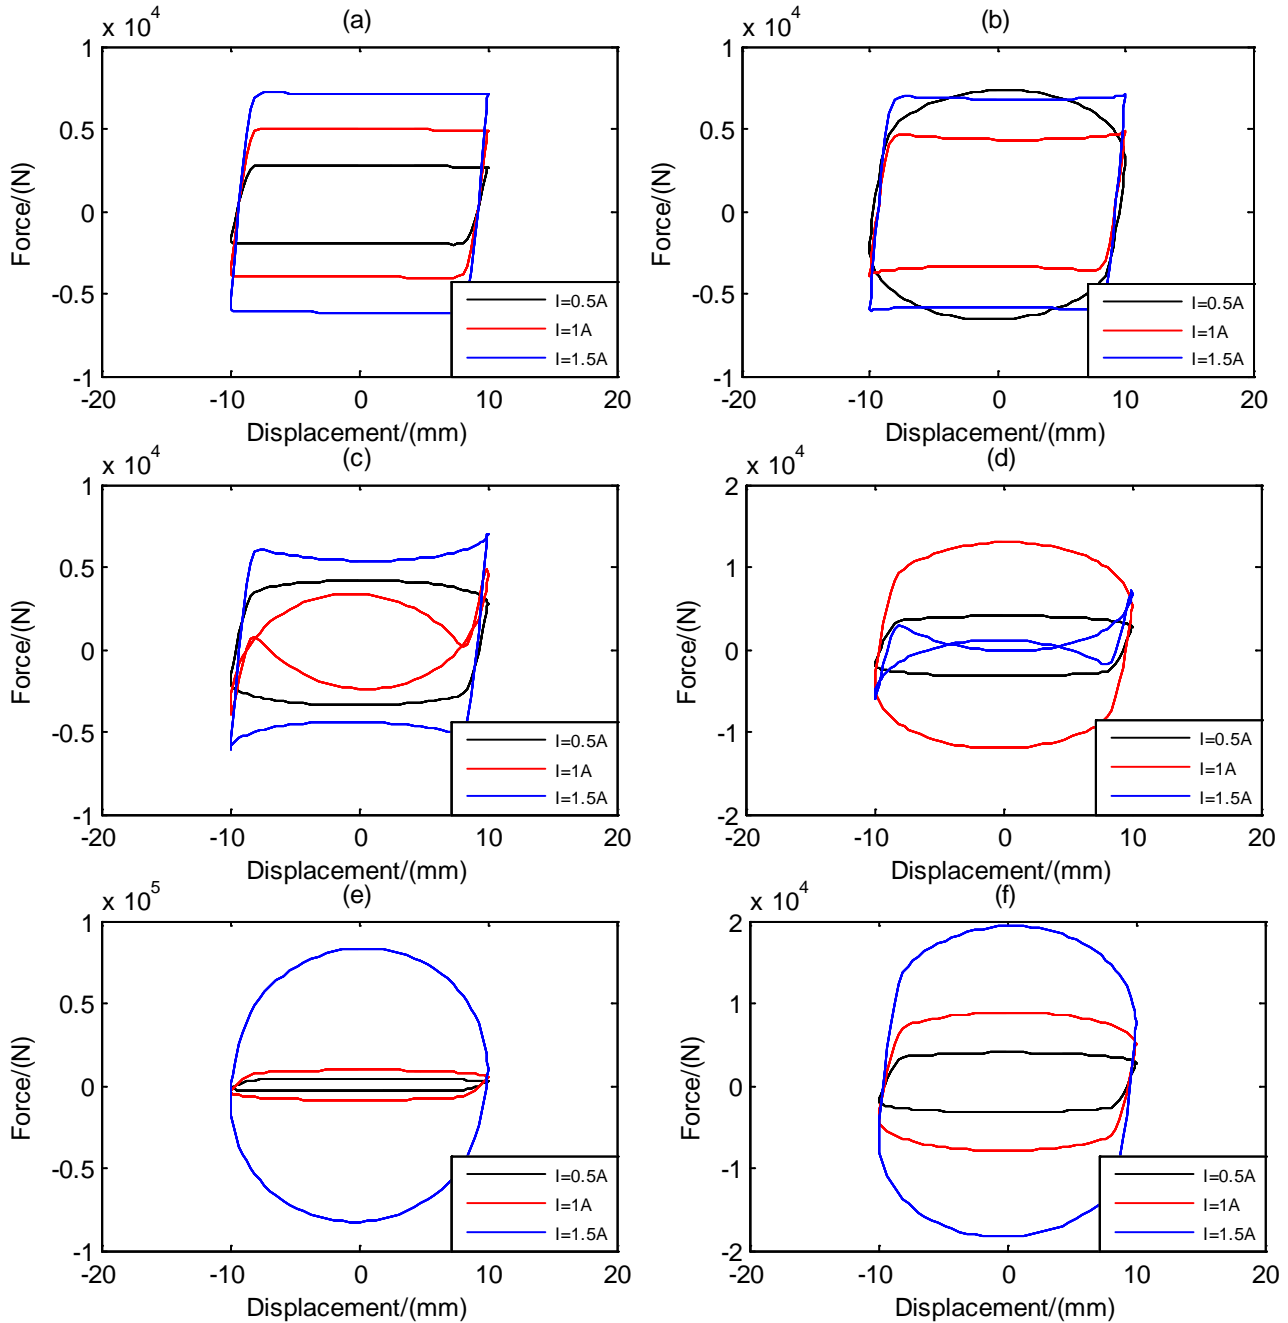 x 10^4 (a)
1
0.5
0
-0.5
-1
Force/(N)
I=0.5A
I=1A
I=1.5A
-20 -10 0 10 20
Displacement/(mm)
x 10^4 (b)
1
0.5
0
-0.5
-1
Force/(N)
I=0.5A
I=1A
I=1.5A
-20 -10 0 10 20
Displacement/(mm)
x 10^4 (c)
1
0.5
0
-0.5
-1
Force/(N)
I=0.5A
I=1A
I=1.5A
-20 -10 0 10 20
Displacement/(mm)
x 10^4 (d)
2
1
0
-1
-2
Force/(N)
I=0.5A
I=1A
I=1.5A
-20 -10 0 10 20
Displacement/(mm)
x 10^5 (e)
1
0.5
0
-0.5
-1
Force/(N)
I=0.5A
I=1A
I=1.5A
-20 -10 0 10 20
Displacement/(mm)
x 10^4 (f)
2
1
0
-1
-2
Force/(N)
I=0.5A
I=1A
I=1.5A
-20 -10 0 10 20
Displacement/(mm)